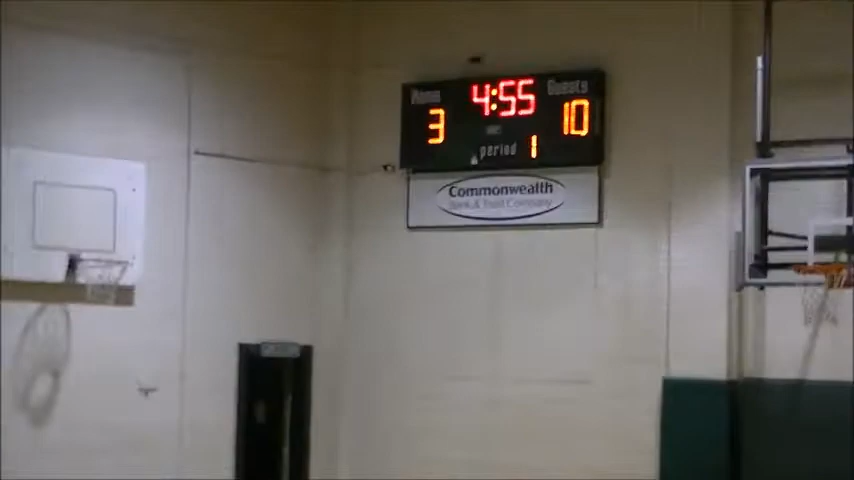 Home 4:55 Guests
3 10
period 1
Commonwealth
Bank & Trust Company